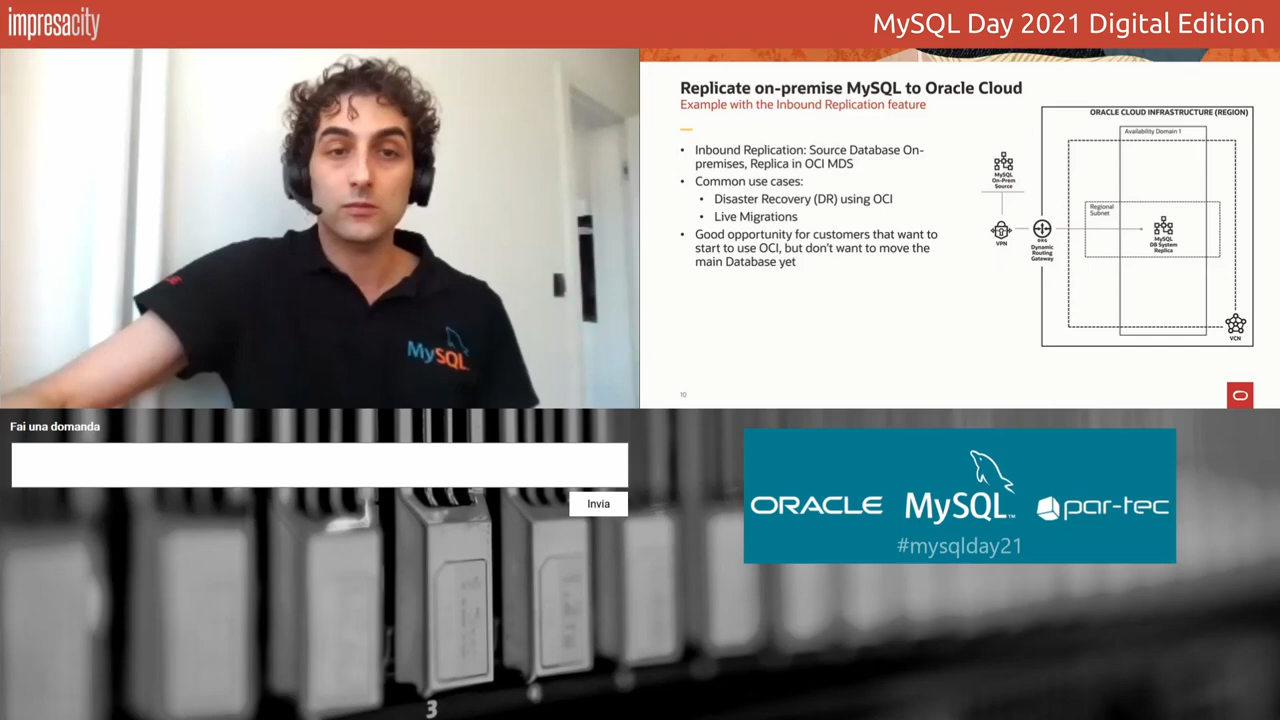 impresacity
MySQL Day 2021 Digital Edition
MySQL
Replicate on-premise MySQL to Oracle Cloud
Example with the Inbound Replication feature
• Inbound Replication: Source Database On-
premises, Replica in OCI MDS
• Common use cases:
• Disaster Recovery (DR) using OCI
• Live Migrations
• Good opportunity for customers that want to
start to use OCI, but don't want to move the
main Database yet
ORACLE CLOUD INFRASTRUCTURE (REGION)
Availability Domain 1
MySQL
On-Prem
Source
Regional
Subnet
VPN
DRG
Dynamic
Routing
Gateway
MySQL
DB System
Replica
VCN
10
Fai una domanda
Invia
ORACLE MySQL™ par-tec
#mysqlday21
3
4